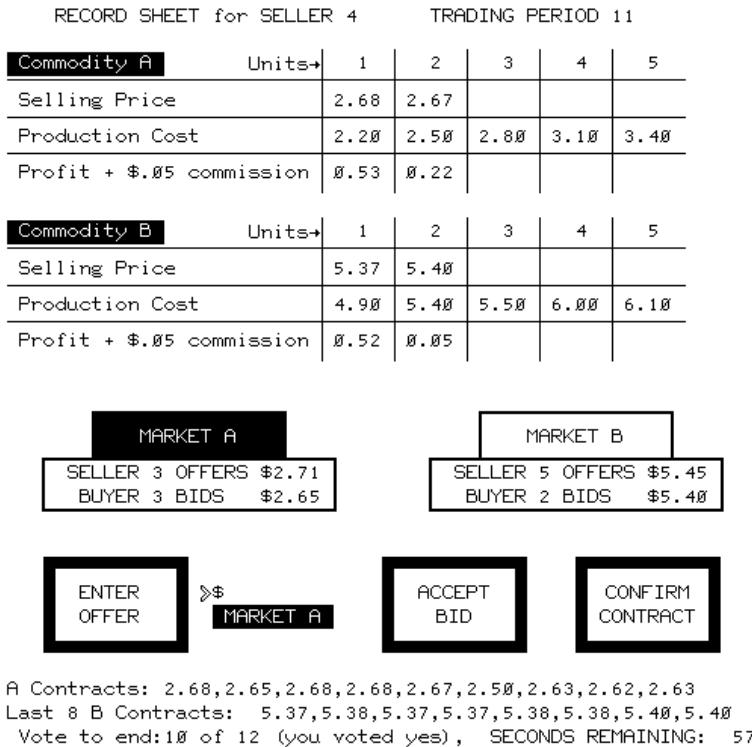 RECORD SHEET for SELLER 4 TRADING PERIOD 11
Commodity A Units→ 1 2 3 4 5
Selling Price 2.68 2.67
Production Cost 2.20 2.50 2.80 3.10 3.40
Profit + $.05 commission 0.53 0.22
Commodity B Units→ 1 2 3 4 5
Selling Price 5.37 5.40
Production Cost 4.90 5.40 5.50 6.00 6.10
Profit + $.05 commission 0.52 0.05
MARKET A MARKET B
SELLER 3 OFFERS $2.71 SELLER 5 OFFERS $5.45
BUYER 3 BIDS $2.65 BUYER 2 BIDS $5.40
ENTER >$ ACCEPT CONFIRM
OFFER MARKET A BID CONTRACT
A Contracts: 2.68,2.65,2.68,2.68,2.67,2.50,2.63,2.62,2.63
Last 8 B Contracts: 5.37,5.38,5.37,5.37,5.38,5.38,5.40,5.40
Vote to end:10 of 12 (you voted yes), SECONDS REMAINING: 57